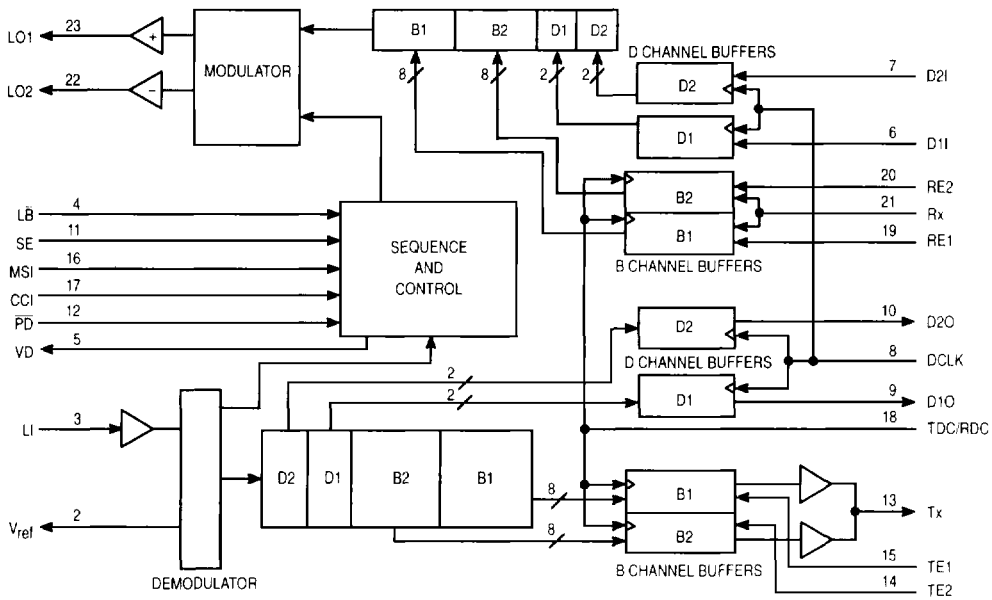 LO1 23 + MODULATOR B1 B2 D1 D2
LO2 22 −
8 8 2 2
D CHANNEL BUFFERS
D2 7 D2I
D1 6 D1I
B2 20 RE2
21 Rx
B1 19 RE1
B CHANNEL BUFFERS
LB 4
SE 11
MSI 16
CCI 17
PD 12
VD 5
SEQUENCE
AND
CONTROL
D2 10 D2O
D CHANNEL BUFFERS
8 DCLK
D1 9 D1O
18 TDC/RDC
2
2
LI 3
Vref 2
DEMODULATOR
D2 D1 B2 B1
8
8
B1
B2
B CHANNEL BUFFERS
13 Tx
15 TE1
14 TE2